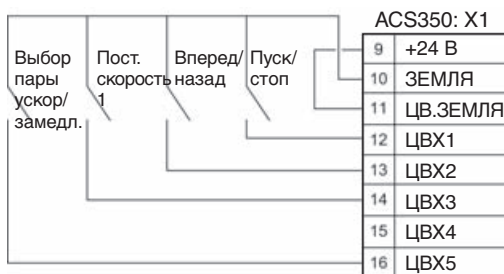 ACS350: X1
Выбор
пары
ускор/
замедл.
Пост.
скорость
1
Вперед/
назад
Пуск/
стоп
9 +24 В
10 ЗЕМЛЯ
11 ЦВ.ЗЕМЛЯ
12 ЦВХ1
13 ЦВХ2
14 ЦВХ3
15 ЦВХ4
16 ЦВХ5